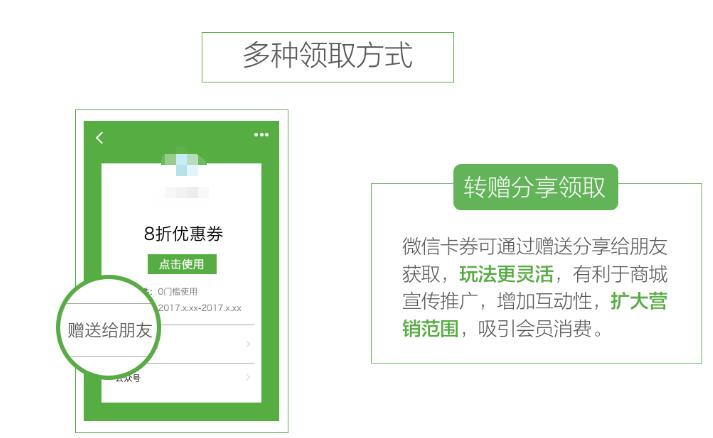 多种领取方式
8折优惠券
点击使用
：0门槛使用
2017.x.xx-2017.x.xx
赠送给朋友
公众号
转赠分享领取
微信卡券可通过赠送分享给朋友
获取，玩法更灵活，有利于商城
宣传推广，增加互动性，扩大营
销范围，吸引会员消费。